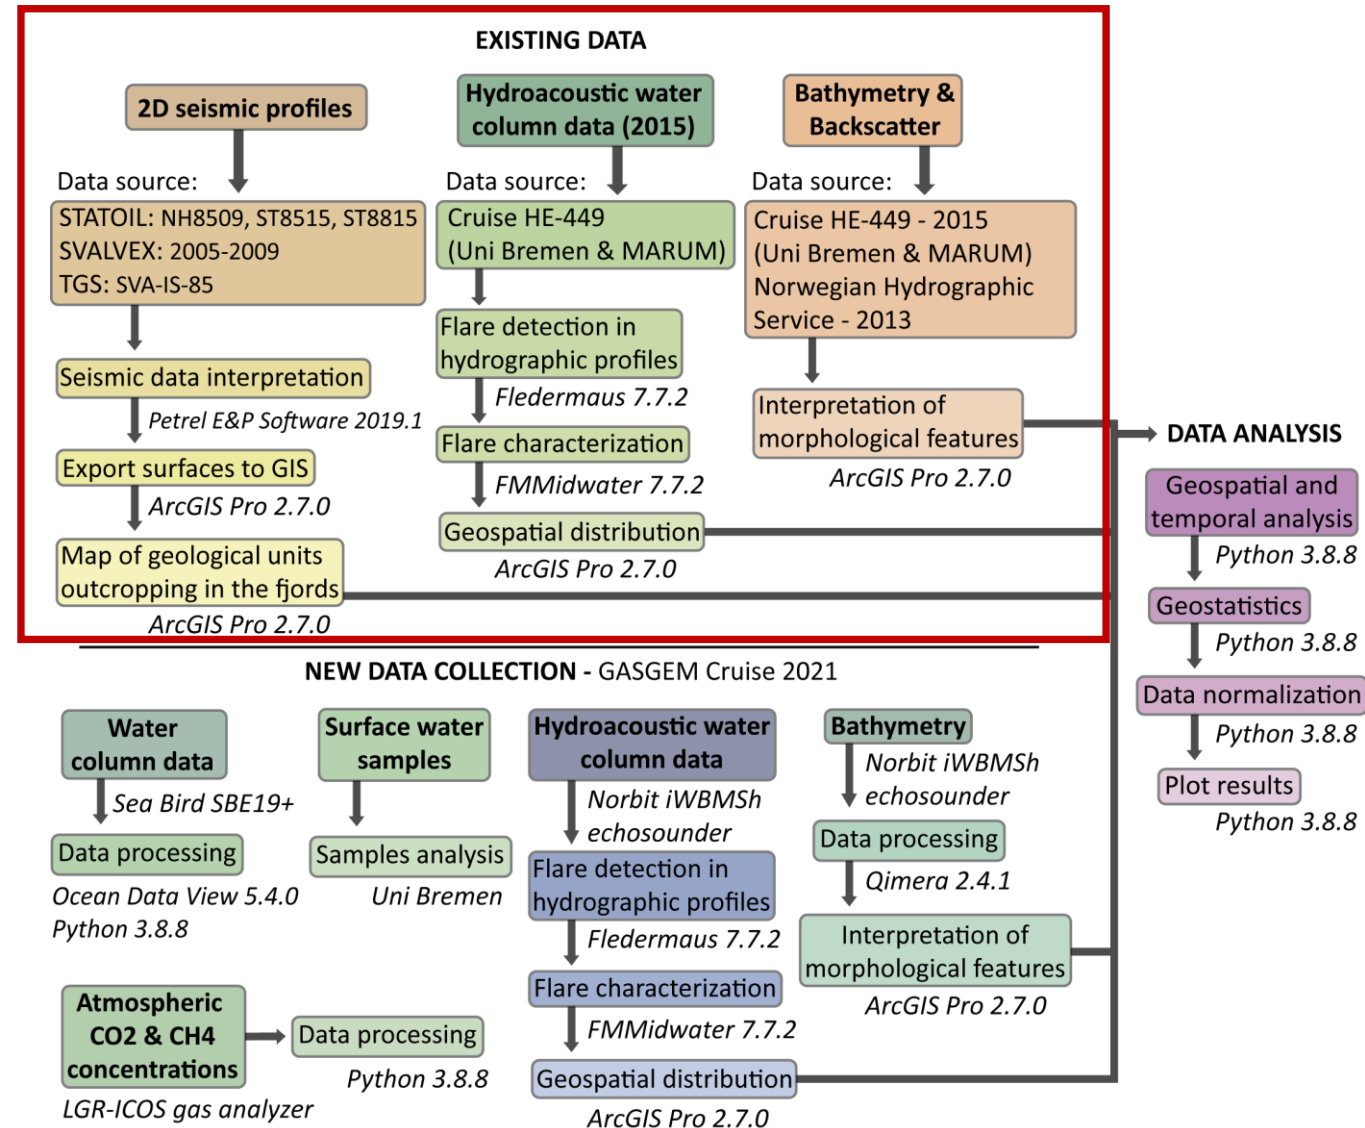 EXISTING DATA
2D seismic profiles
Data source:
STATOIL: NH8509, ST8515, ST8815
SVALVEX: 2005-2009
TGS: SVA-IS-85
Seismic data interpretation
Petrel E&P Software 2019.1
Export surfaces to GIS
ArcGIS Pro 2.7.0
Map of geological units
outcropping in the fjords
ArcGIS Pro 2.7.0
Hydroacoustic water
column data (2015)
Data source:
Cruise HE-449
(Uni Bremen & MARUM)
Flare detection in
hydrographic profiles
Fledermaus 7.7.2
Flare characterization
FMMidwater 7.7.2
Geospatial distribution
ArcGIS Pro 2.7.0
Bathymetry &
Backscatter
Data source:
Cruise HE-449 - 2015
(Uni Bremen & MARUM)
Norwegian Hydrographic
Service - 2013
Interpretation of
morphological features
ArcGIS Pro 2.7.0
DATA ANALYSIS
Geospatial and
temporal analysis
Python 3.8.8
Geostatistics
Python 3.8.8
Data normalization
Python 3.8.8
Plot results
Python 3.8.8
NEW DATA COLLECTION - GASGEM Cruise 2021
Water
column data
Sea Bird SBE19+
Data processing
Ocean Data View 5.4.0
Python 3.8.8
Surface water
samples
Samples analysis
Uni Bremen
Atmospheric
CO2 & CH4
concentrations
LGR-ICOS gas analyzer
Data processing
Python 3.8.8
Hydroacoustic water
column data
Norbit iWBMSh
echosounder
Flare detection in
hydrographic profiles
Fledermaus 7.7.2
Flare characterization
FMMidwater 7.7.2
Geospatial distribution
ArcGIS Pro 2.7.0
Bathymetry
Norbit iWBMSh
echosounder
Data processing
Qimera 2.4.1
Interpretation of
morphological features
ArcGIS Pro 2.7.0